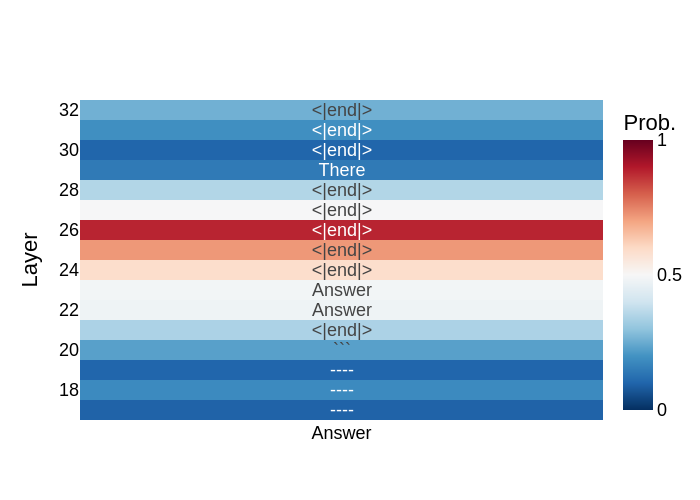 Prob.
32 <|end|> 1
<|end|>
30 <|end|>
There
28 <|end|>
<|end|>
26 <|end|>
<|end|>
24 <|end|> 0.5
Answer
22 Answer
<|end|>
20 ```
----
18 ----
---- 0
Answer
Layer